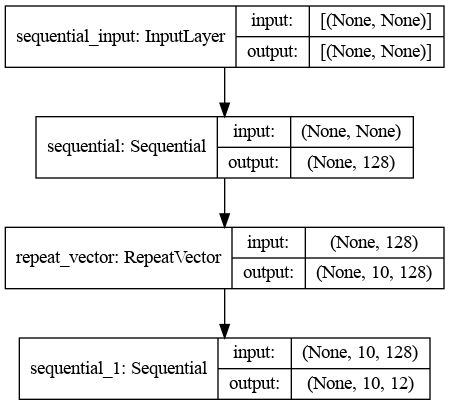 sequential_input: InputLayer
input: [(None, None)]
output: [(None, None)]
sequential: Sequential
input: (None, None)
output: (None, 128)
repeat_vector: RepeatVector
input: (None, 128)
output: (None, 10, 128)
sequential_1: Sequential
input: (None, 10, 128)
output: (None, 10, 12)